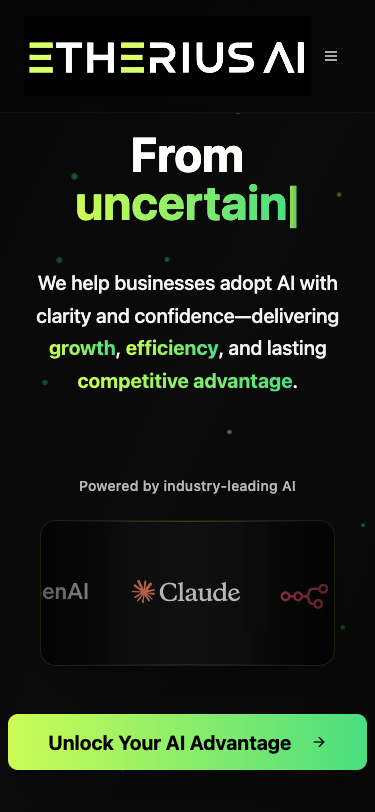 ETHERIUS AI
From
uncertain
We help businesses adopt AI with
clarity and confidence—delivering
growth, efficiency, and lasting
competitive advantage.
Powered by industry-leading AI
enAI
Claude
Unlock Your AI Advantage →